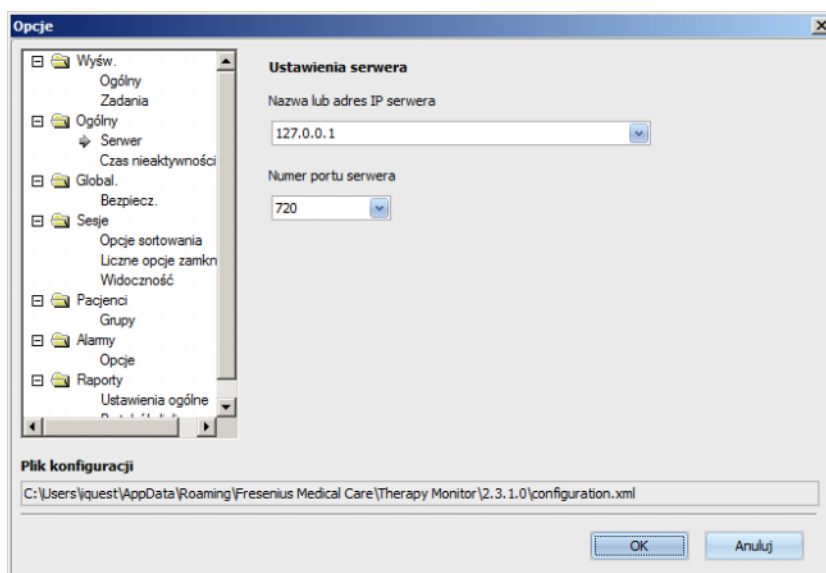 Opcje
Wyśw.
Ogólny
Zadania
Ogólny
Serwer
Czas nieaktywności
Global.
Bezpiecz.
Sesje
Opcje sortowania
Liczne opcje zamkn
Widoczność
Pacjenci
Grupy
Alarmy
Opcje
Raporty
Ustawienia ogólne
Ustawienia serwera
Nazwa lub adres IP serwera
127.0.0.1
Numer portu serwera
720
Plik konfiguracji
C:\Users\iquest\AppData\Roaming\Fresenius Medical Care\Therapy Monitor\2.3.1.0\configuration.xml
OK
Anuluj